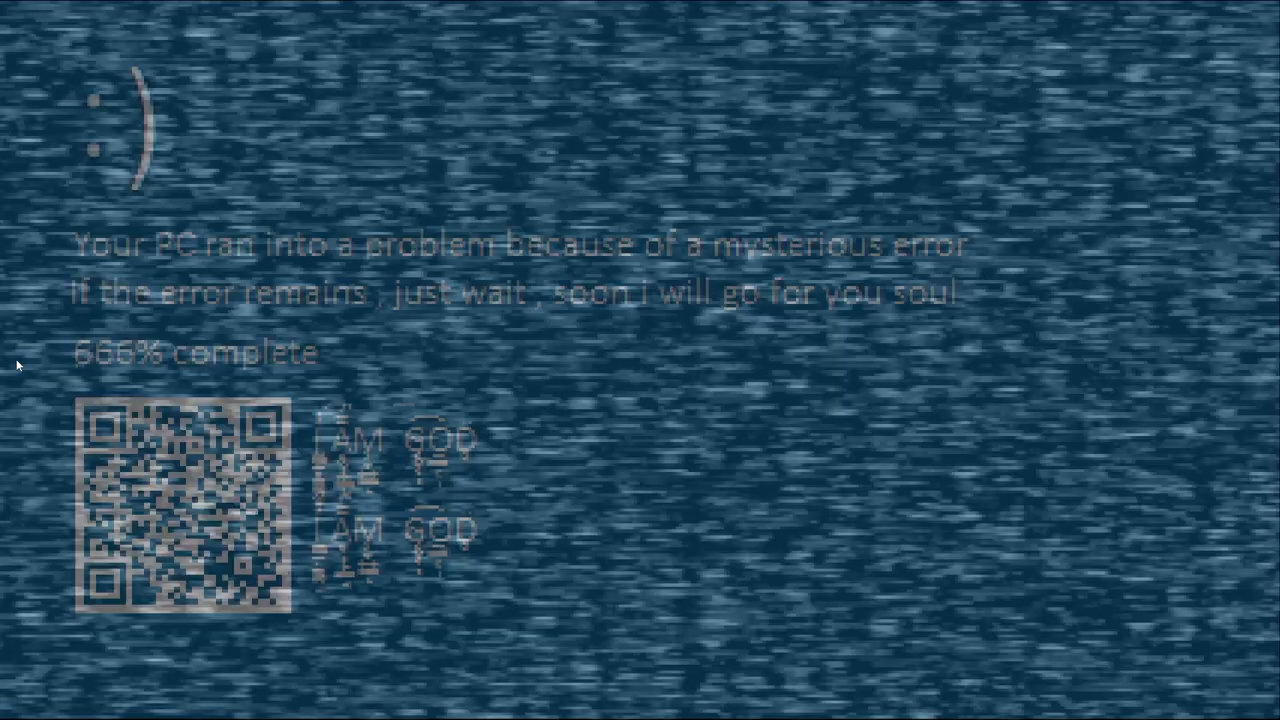 :)
Your PC ran into a problem because of a mysterious error
if the error remains , just wait , soon i will go for you soul
666% complete
I AM GOD
I AM GOD